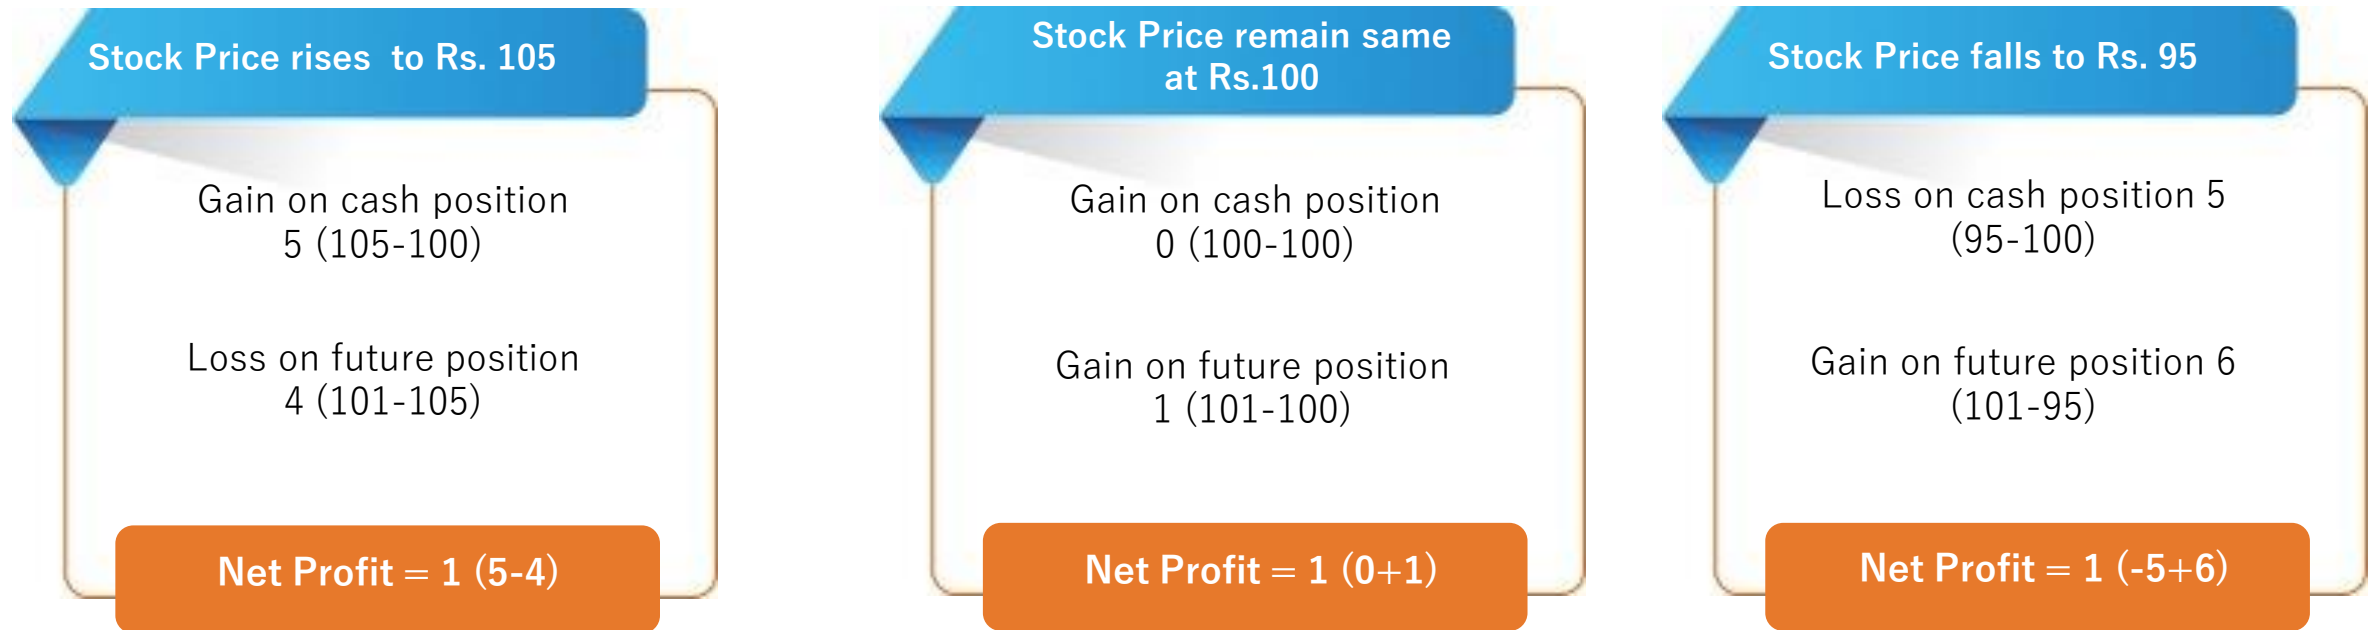 Stock Price rises to Rs. 105
Gain on cash position
5 (105-100)
Loss on future position
4 (101-105)
Net Profit = 1 (5-4)
Stock Price remain same
at Rs.100
Gain on cash position
0 (100-100)
Gain on future position
1 (101-100)
Net Profit = 1 (0+1)
Stock Price falls to Rs. 95
Loss on cash position 5
(95-100)
Gain on future position 6
(101-95)
Net Profit = 1 (-5+6)